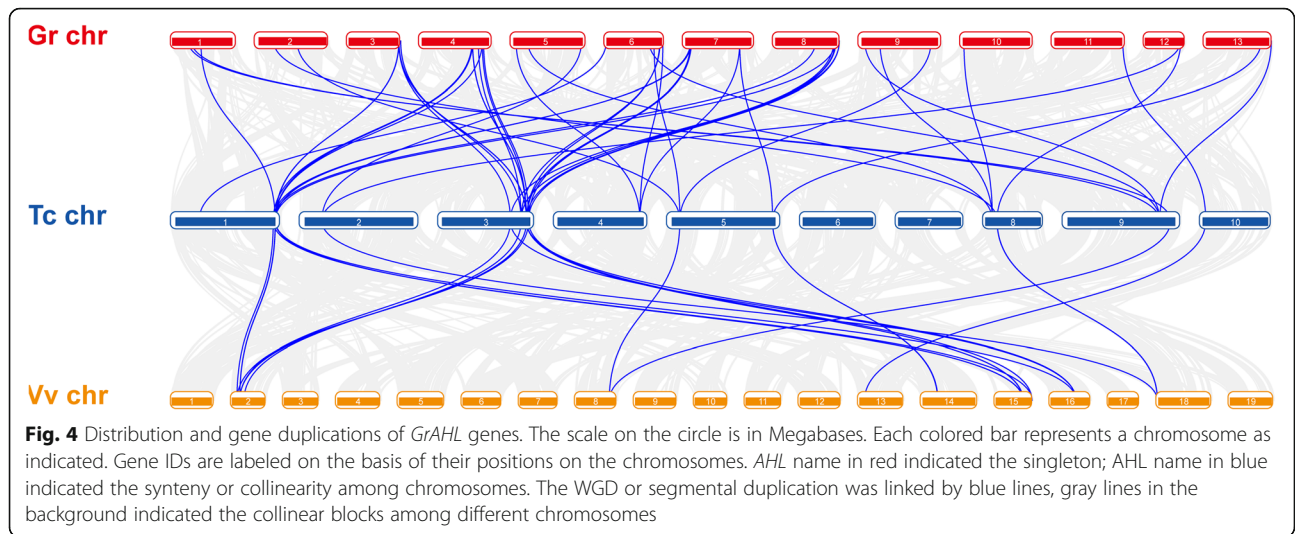 Gr chr
1 2 3 4 5 6 7 8 9 10 11 12 13
Tc chr
1 2 3 4 5 6 7 8 9 10
Vv chr
1 2 3 4 5 6 7 8 9 10 11 12 13 14 15 16 17 18 19
Fig. 4 Distribution and gene duplications of GrAHL genes. The scale on the circle is in Megabases. Each colored bar represents a chromosome as
indicated. Gene IDs are labeled on the basis of their positions on the chromosomes. AHL name in red indicated the singleton; AHL name in blue
indicated the synteny or collinearity among chromosomes. The WGD or segmental duplication was linked by blue lines, gray lines in the
background indicated the collinear blocks among different chromosomes